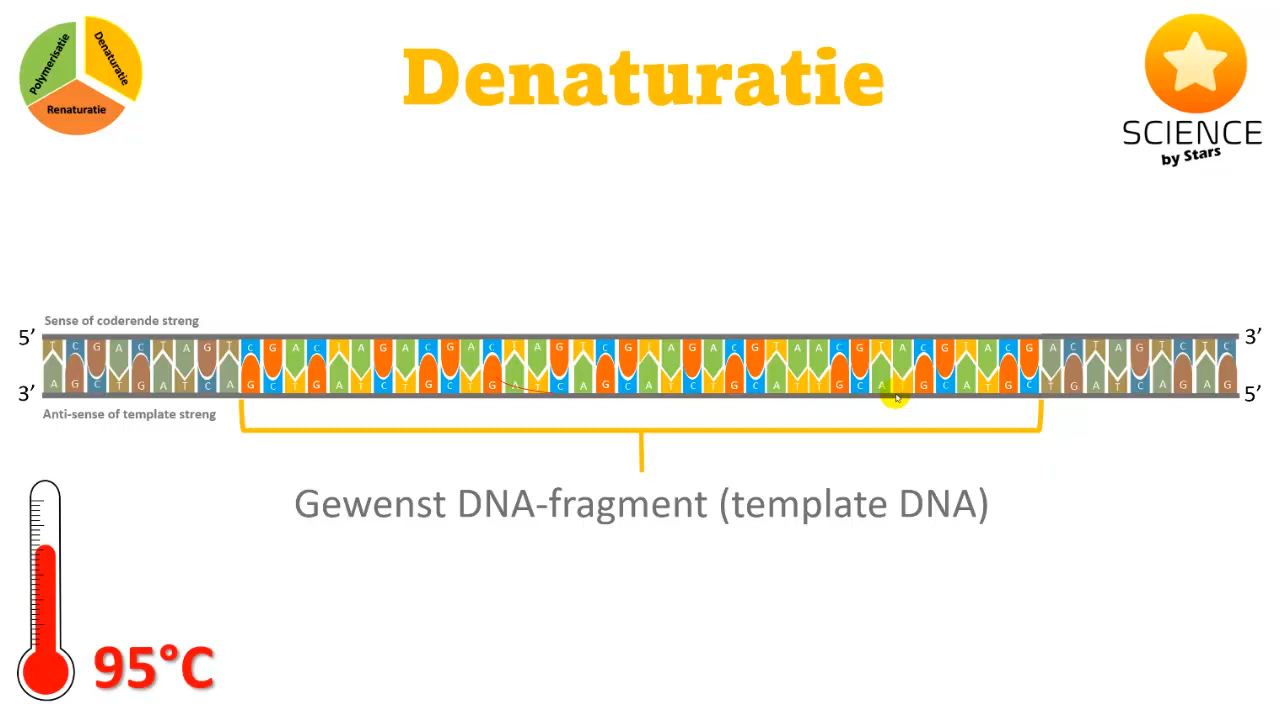 Polymerisatie
Denaturatie
Renaturatie
Denaturatie
SCIENCE
by Stars
Sense of coderende streng
5’ 3’
T C G A C T A G T C G A C T A G A C G A C T A G T C G T A G A C G T A A C G T A C G T A C G A C T A G T C T C
A G C T G A T C A G C T G A T C T G C T G A T C A G C A T C T G C A T T G C A T G C A T G C T G A T C A G A G
3’ 5’
Anti-sense of template streng
Gewenst DNA-fragment (template DNA)
95°C